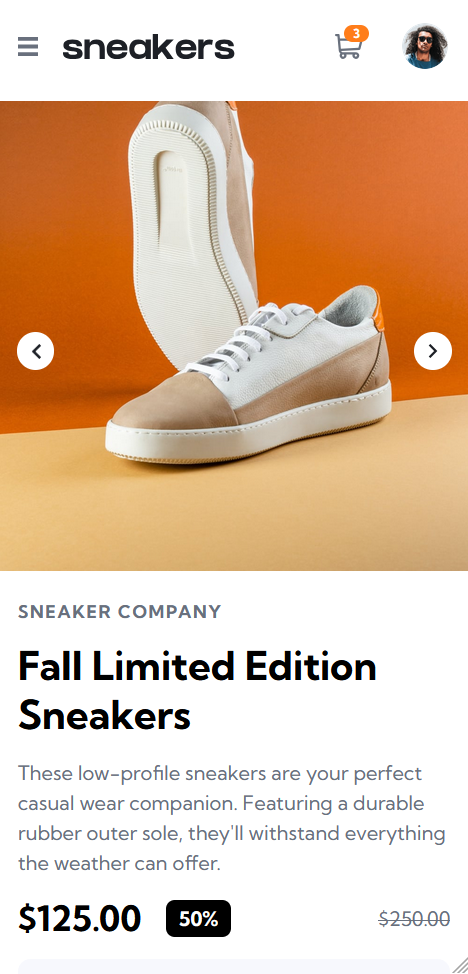 sneakers
3
SNEAKER COMPANY
Fall Limited Edition
Sneakers
These low-profile sneakers are your perfect
casual wear companion. Featuring a durable
rubber outer sole, they'll withstand everything
the weather can offer.
$125.00 50% $250.00